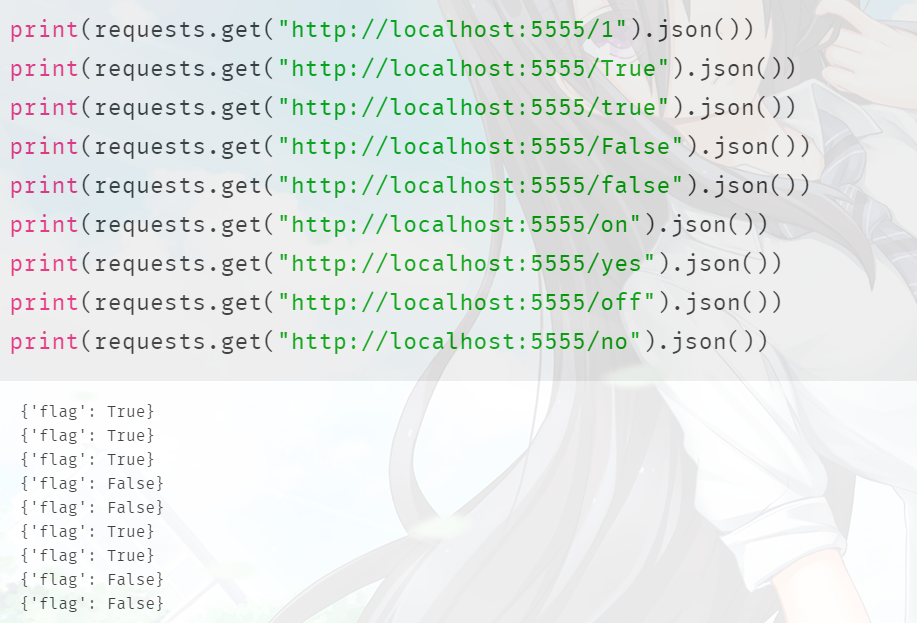 print(requests.get("http://localhost:5555/1").json())
print(requests.get("http://localhost:5555/True").json())
print(requests.get("http://localhost:5555/true").json())
print(requests.get("http://localhost:5555/False").json())
print(requests.get("http://localhost:5555/false").json())
print(requests.get("http://localhost:5555/on").json())
print(requests.get("http://localhost:5555/yes").json())
print(requests.get("http://localhost:5555/off").json())
print(requests.get("http://localhost:5555/no").json())
{'flag': True}
{'flag': True}
{'flag': True}
{'flag': False}
{'flag': False}
{'flag': True}
{'flag': True}
{'flag': False}
{'flag': False}